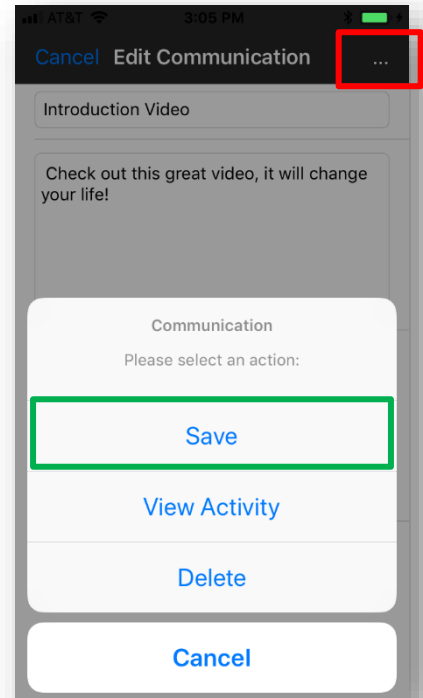 AT&T 3:05 PM
Cancel Edit Communication ...
Introduction Video
Check out this great video, it will change
your life!
Communication
Please select an action:
Save
View Activity
Delete
Cancel